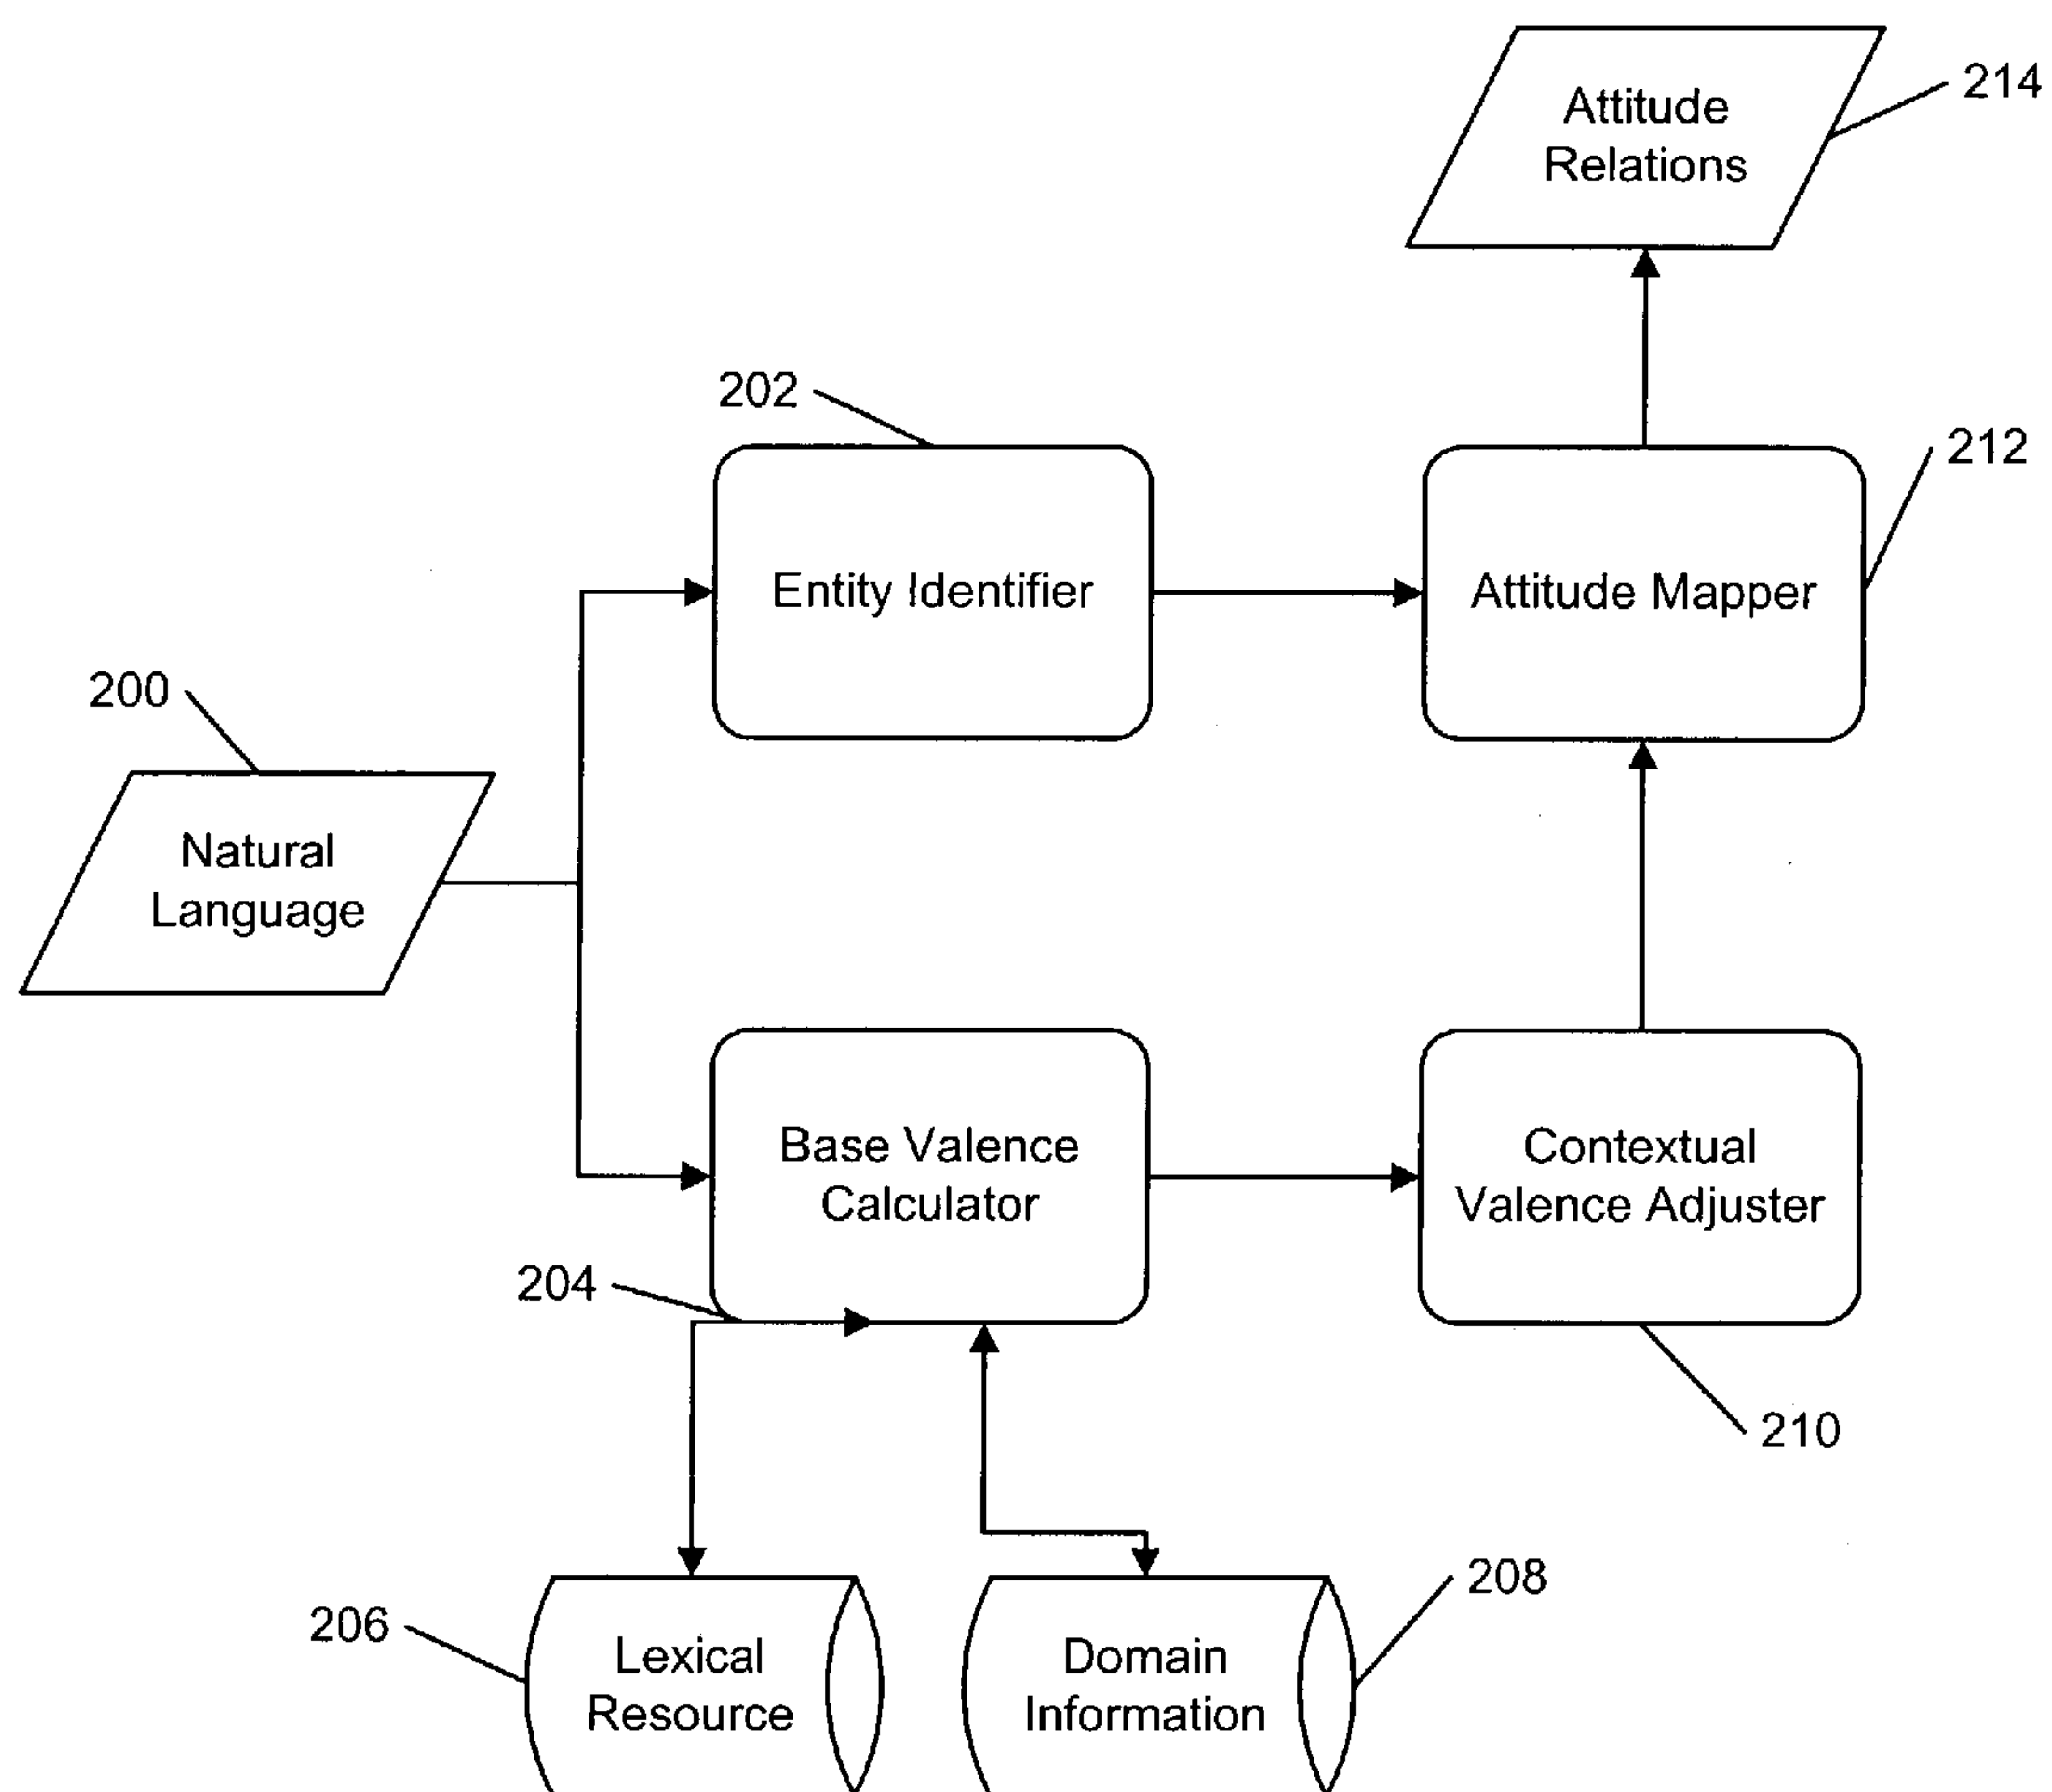 Attitude
Relations
214
202
212
Entity Identifier
Attitude Mapper
200
Natural
Language
Base Valence
Calculator
Contextual
Valence Adjuster
204
210
206
Lexical
Resource
Domain
Information
208